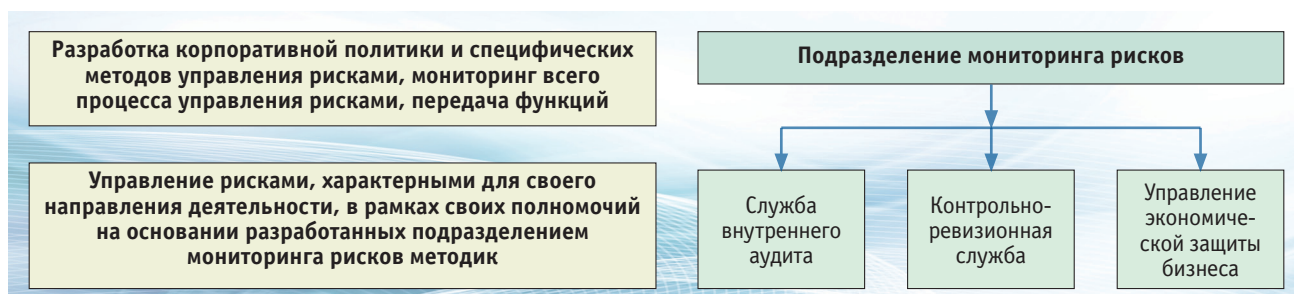 Разработка корпоративной политики и специфических
методов управления рисками, мониторинг всего
процесса управления рисками, передача функций
Подразделение мониторинга рисков
Управление рисками, характерными для своего
направления деятельности, в рамках своих полномочий
на основании разработанных подразделением
мониторинга рисков методик
Служба
внутреннего
аудита
Контрольно-
ревизионная
служба
Управление
экономиче-
ской защиты
бизнеса